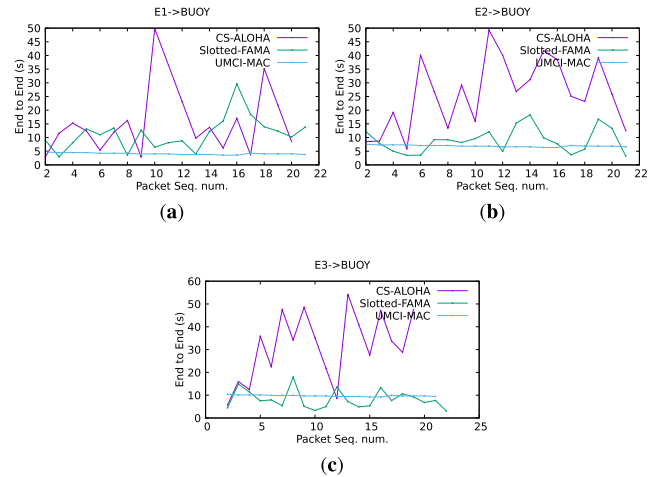 E1->BUOY
50
45
40
35
30
25
20
15
10
5
0
End to End (s)
CS-ALOHA
Slotted-FAMA
UMCI-MAC
2 4 6 8 10 12 14 16 18 20 22
Packet Seq. num.
(a)
E2->BUOY
50
45
40
35
30
25
20
15
10
5
0
End to End (s)
CS-ALOHA
Slotted-FAMA
UMCI-MAC
2 4 6 8 10 12 14 16 18 20 22
Packet Seq. num.
(b)
E3->BUOY
60
50
40
30
20
10
0
End to End (s)
CS-ALOHA
Slotted-FAMA
UMCI-MAC
0 5 10 15 20 25
Packet Seq. num.
(c)